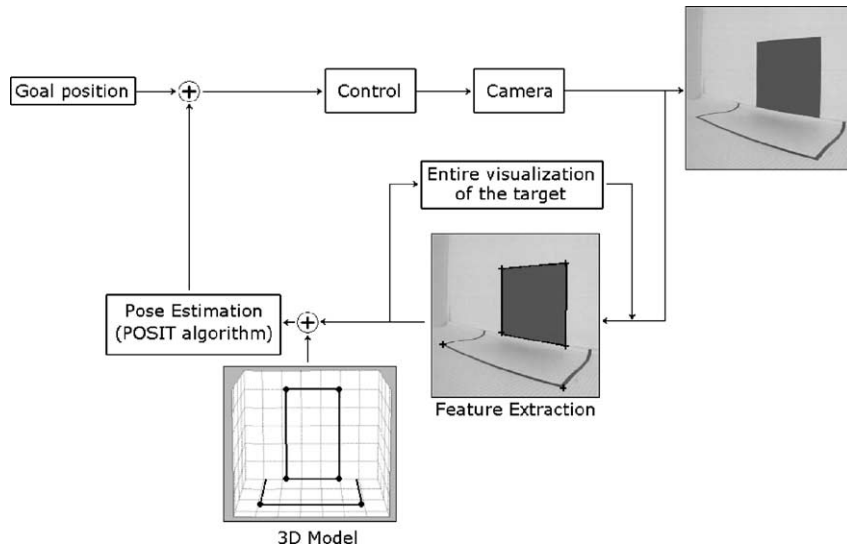 Goal position
Control
Camera
Entire visualization
of the target
Pose Estimation
(POSIT algorithm)
Feature Extraction
3D Model